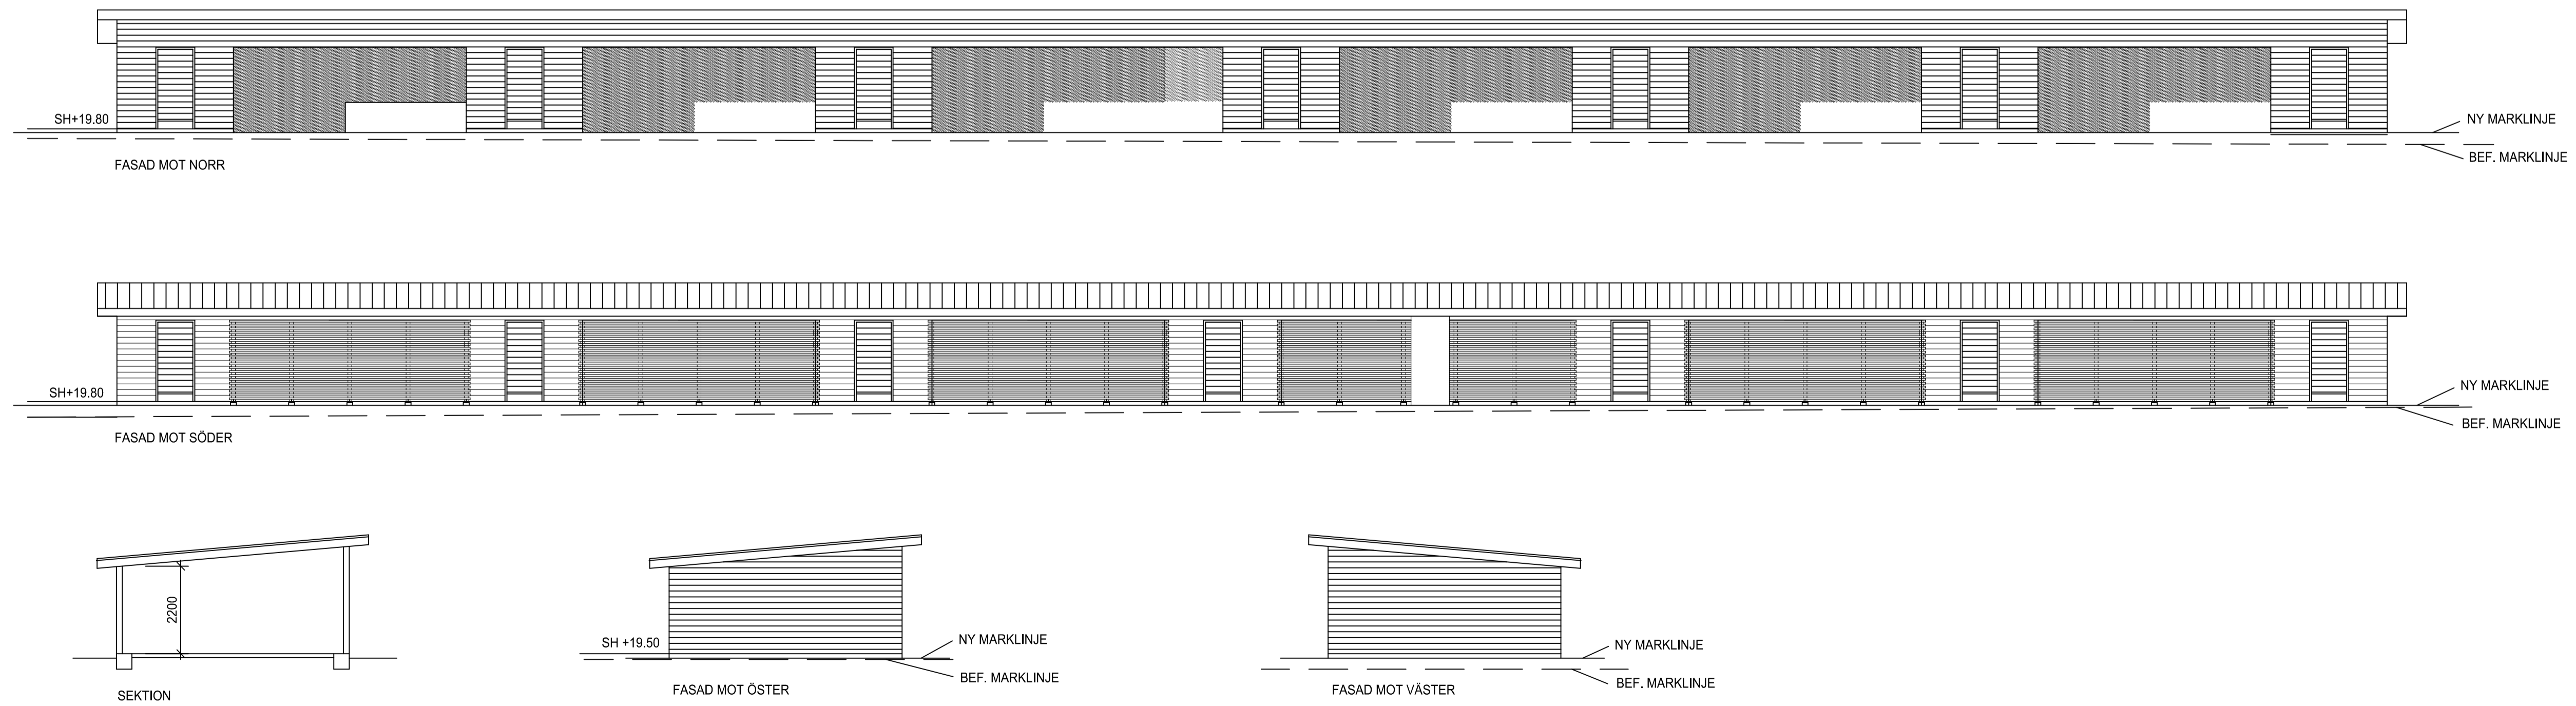 SH+19.80
NY MARKLINJE
BEF. MARKLINJE
FASAD MOT NORR
SH+19.80
NY MARKLINJE
BEF. MARKLINJE
FASAD MOT SÖDER
2200
SEKTION
SH +19.50
NY MARKLINJE
BEF. MARKLINJE
FASAD MOT ÖSTER
NY MARKLINJE
BEF. MARKLINJE
FASAD MOT VÄSTER